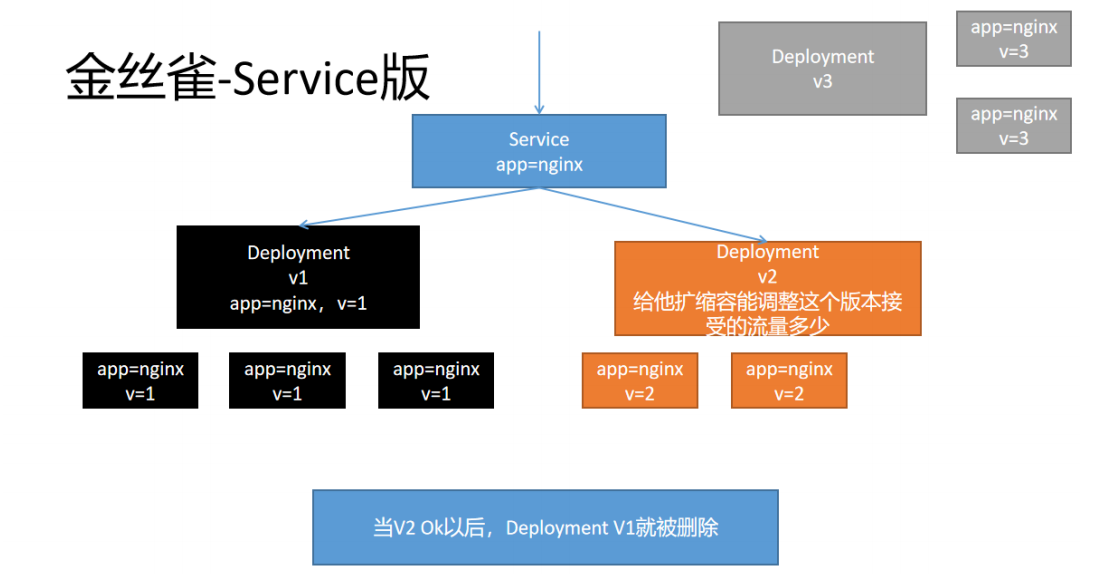 金丝雀-Service版
Service
app=nginx
Deployment
v3
app=nginx
v=3
app=nginx
v=3
Deployment
v1
app=nginx，v=1
app=nginx
v=1
app=nginx
v=1
app=nginx
v=1
Deployment
v2
给他扩缩容能调整这个版本接
受的流量多少
app=nginx
v=2
app=nginx
v=2
当V2 Ok以后，Deployment V1就被删除